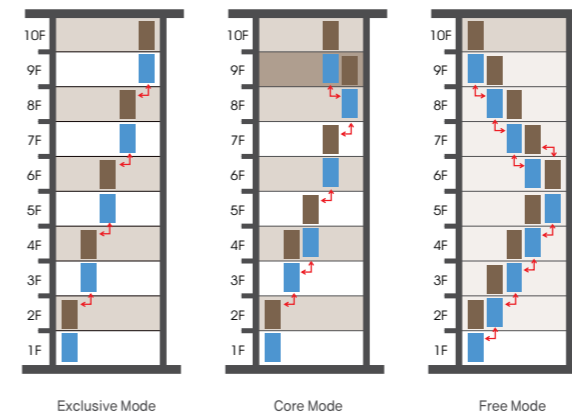 10F
9F
8F
7F
6F
5F
4F
3F
2F
1F
Exclusive Mode
10F
9F
8F
7F
6F
5F
4F
3F
2F
1F
Core Mode
10F
9F
8F
7F
6F
5F
4F
3F
2F
1F
Free Mode